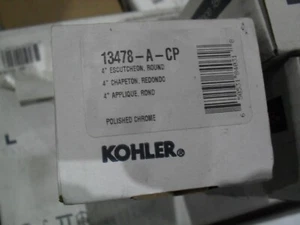 13478-A-CP
4" ESCUTCHEON, ROUND
4" CHAPETON, REDONDO
4" APPLIQUE, ROND
POLISHED CHROME
KOHLER®
L